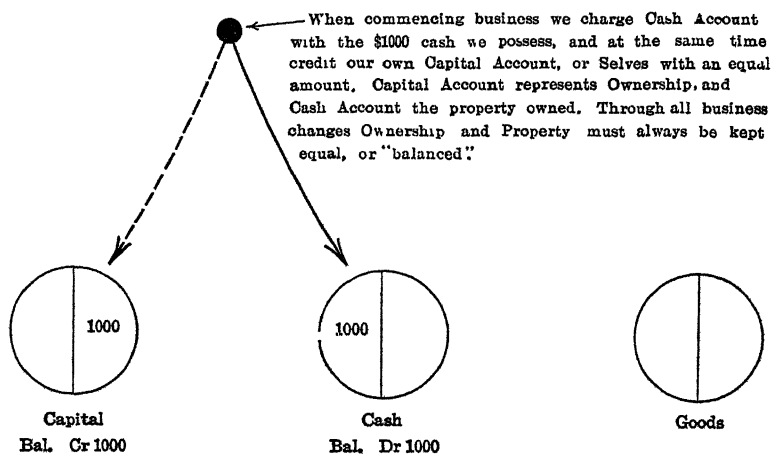 When commencing business we charge Cash Account
with the $1000 cash we possess, and at the same time
credit our own Capital Account, or Selves with an equal
amount. Capital Account represents Ownership, and
Cash Account the property owned. Through all business
changes Ownership and Property must always be kept
equal, or "balanced".
1000
1000
Capital
Bal. Cr 1000
Cash
Bal. Dr 1000
Goods